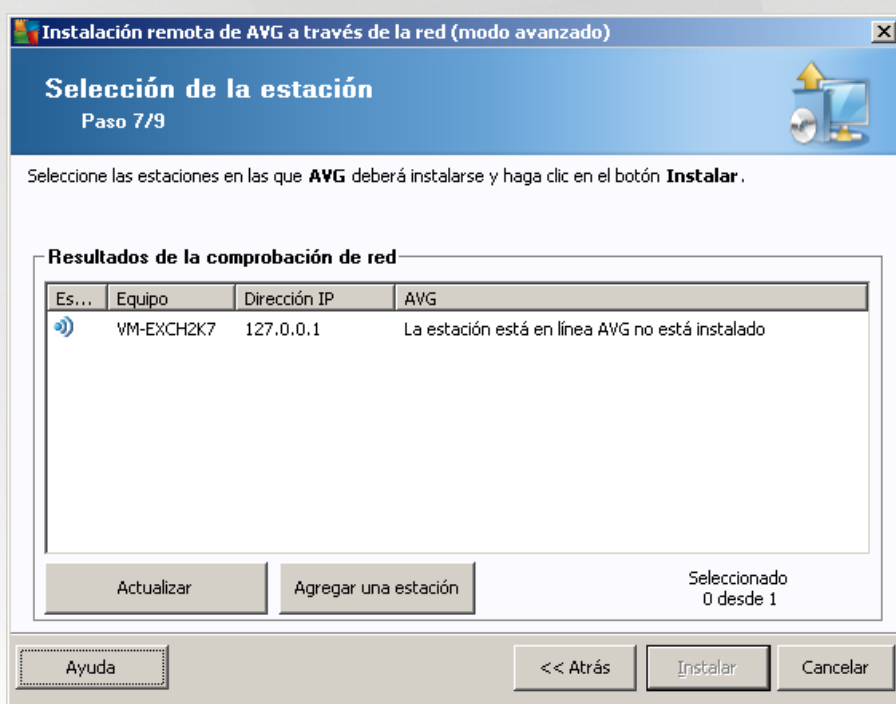 Instalación remota de AVG a través de la red (modo avanzado)
Selección de la estación
Paso 7/9
Seleccione las estaciones en las que AVG deberá instalarse y haga clic en el botón Instalar.
Resultados de la comprobación de red
Es... Equipo Dirección IP AVG
VM-EXCH2K7 127.0.0.1 La estación está en línea AVG no está instalado
Actualizar Agregar una estación Seleccionado
0 desde 1
Ayuda << Atrás Instalar Cancelar